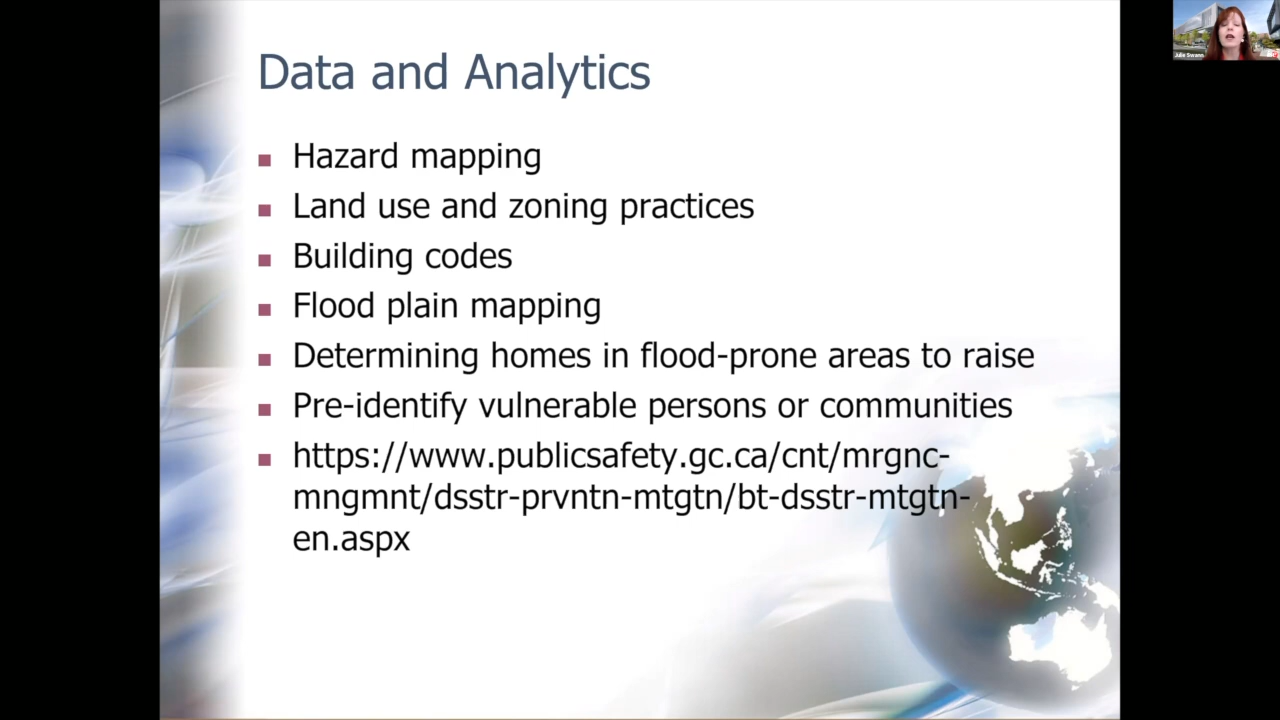 Data and Analytics
Hazard mapping
Land use and zoning practices
Building codes
Flood plain mapping
Determining homes in flood-prone areas to raise
Pre-identify vulnerable persons or communities
https://www.publicsafety.gc.ca/cnt/mrgnc-
mngmnt/dsstr-prvntn-mtgtn/bt-dsstr-mtgtn-
en.aspx
Julie Swann